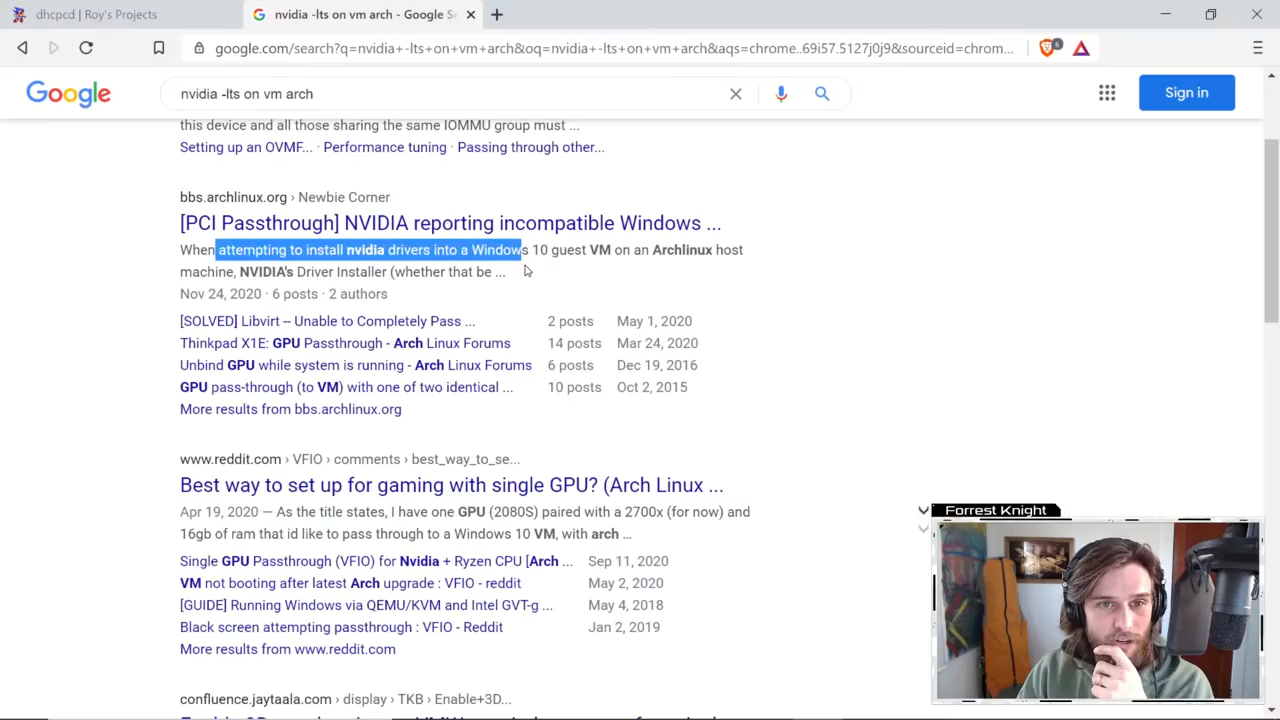 dhcpcd | Roy's Projects
nvidia -lts on vm arch - Google Se
google.com/search?q=nvidia+-lts+on+vm+arch&oq=nvidia+-lts+on+vm+arch&aqs=chrome..69i57.5127j0j9&sourceid=chrom...
6
Google
nvidia -lts on vm arch
Sign in
this device and all those sharing the same IOMMU group must ...
Setting up an OVMF... · Performance tuning · Passing through other...
bbs.archlinux.org › Newbie Corner
[PCI Passthrough] NVIDIA reporting incompatible Windows ...
When attempting to install nvidia drivers into a Windows 10 guest VM on an Archlinux host
machine, NVIDIA's Driver Installer (whether that be ...
Nov 24, 2020 · 6 posts · 2 authors
[SOLVED] Libvirt -- Unable to Completely Pass ... 2 posts May 1, 2020
Thinkpad X1E: GPU Passthrough - Arch Linux Forums 14 posts Mar 24, 2020
Unbind GPU while system is running - Arch Linux Forums 6 posts Dec 19, 2016
GPU pass-through (to VM) with one of two identical ... 10 posts Oct 2, 2015
More results from bbs.archlinux.org
www.reddit.com › VFIO › comments › best_way_to_se...
Best way to set up for gaming with single GPU? (Arch Linux ...
Apr 19, 2020 — As the title states, I have one GPU (2080S) paired with a 2700x (for now) and
16gb of ram that id like to pass through to a Windows 10 VM, with arch ...
Single GPU Passthrough (VFIO) for Nvidia + Ryzen CPU [Arch ... Sep 11, 2020
VM not booting after latest Arch upgrade : VFIO - reddit May 2, 2020
[GUIDE] Running Windows via QEMU/KVM and Intel GVT-g ... May 4, 2018
Black screen attempting passthrough : VFIO - Reddit Jan 2, 2019
More results from www.reddit.com
confluence.jaytaala.com › display › TKB › Enable+3D...
Forrest Knight